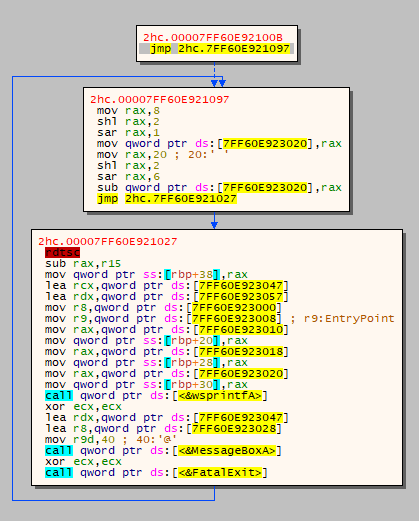 2hc.00007FF60E92100B
jmp 2hc.7FF60E921097
2hc.00007FF60E921097
mov rax,8
shl rax,2
sar rax,1
mov qword ptr ds:[7FF60E923020],rax
mov rax,20 ; 20:' '
shl rax,2
sar rax,6
sub qword ptr ds:[7FF60E923020],rax
jmp 2hc.7FF60E921027
2hc.00007FF60E921027
rdtsc
sub rax,r15
mov qword ptr ss:[rbp+38],rax
lea rcx,qword ptr ds:[7FF60E923047]
lea rdx,qword ptr ds:[7FF60E923057]
mov r8,qword ptr ds:[7FF60E923000]
mov r9,qword ptr ds:[7FF60E923008] ; r9:EntryPoint
mov rax,qword ptr ds:[7FF60E923010]
mov qword ptr ss:[rbp+20],rax
mov rax,qword ptr ds:[7FF60E923018]
mov qword ptr ss:[rbp+28],rax
mov rax,qword ptr ds:[7FF60E923020]
mov qword ptr ss:[rbp+30],rax
call qword ptr ds:[<&wsprintfA>]
xor ecx,ecx
lea rdx,qword ptr ds:[7FF60E923047]
lea r8,qword ptr ds:[7FF60E923028]
mov r9d,40 ; 40:'@'
call qword ptr ds:[<&MessageBoxA>]
xor ecx,ecx
call qword ptr ds:[<&FatalExit>]